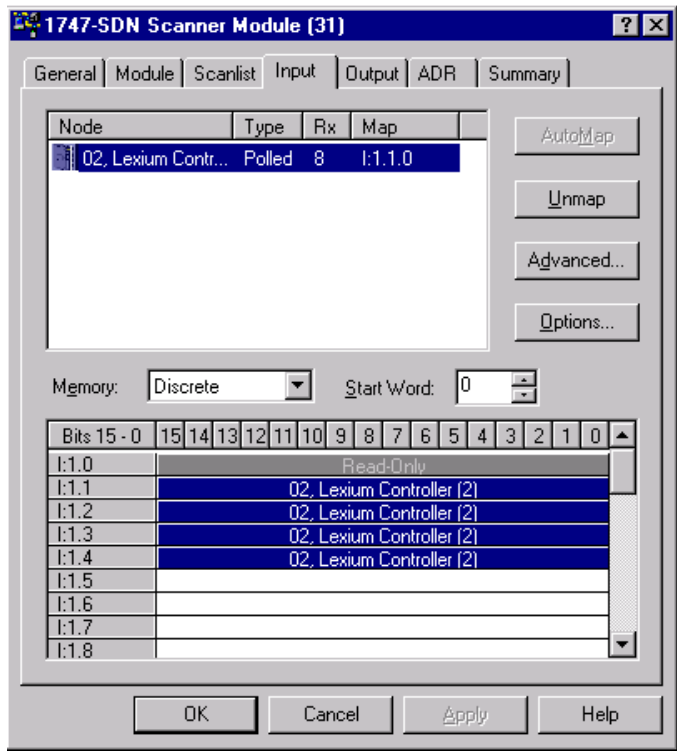 1747-SDN Scanner Module (31)
General Module Scanlist Input Output ADR Summary
Node Type Rx Map
02, Lexium Contr... Polled 8 I:1.1.0
AutoMap
Unmap
Advanced...
Options...
Memory: Discrete Start Word: 0
Bits 15 - 0 15 14 13 12 11 10 9 8 7 6 5 4 3 2 1 0
I:1.0 Read-Only
I:1.1 02, Lexium Controller (2)
I:1.2 02, Lexium Controller (2)
I:1.3 02, Lexium Controller (2)
I:1.4 02, Lexium Controller (2)
I:1.5
I:1.6
I:1.7
I:1.8
OK Cancel Apply Help